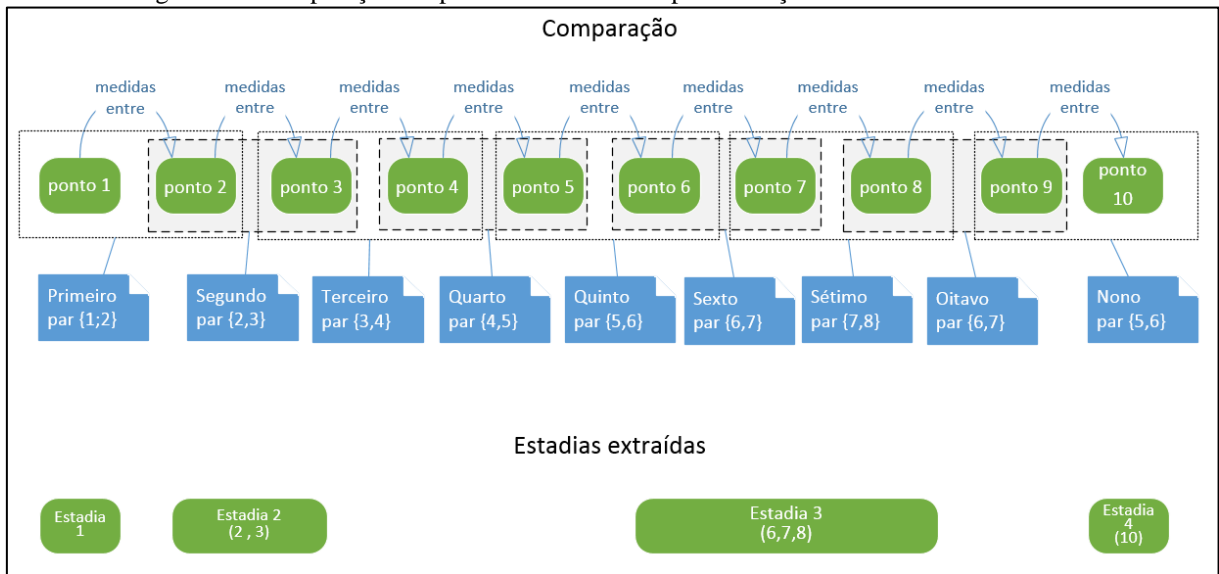 Comparação
medidas entre
medidas entre
medidas entre
medidas entre
medidas entre
medidas entre
medidas entre
medidas entre
medidas entre
ponto 1
ponto 2
ponto 3
ponto 4
ponto 5
ponto 6
ponto 7
ponto 8
ponto 9
ponto
10
Primeiro
par {1;2}
Segundo
par {2,3}
Terceiro
par {3,4}
Quarto
par {4,5}
Quinto
par {5,6}
Sexto
par {6,7}
Sétimo
par {7,8}
Oitavo
par {6,7}
Nono
par {5,6}
Estadias extraídas
Estadia
1
Estadia 2
(2 , 3)
Estadia 3
(6,7,8)
Estadia
4
(10)